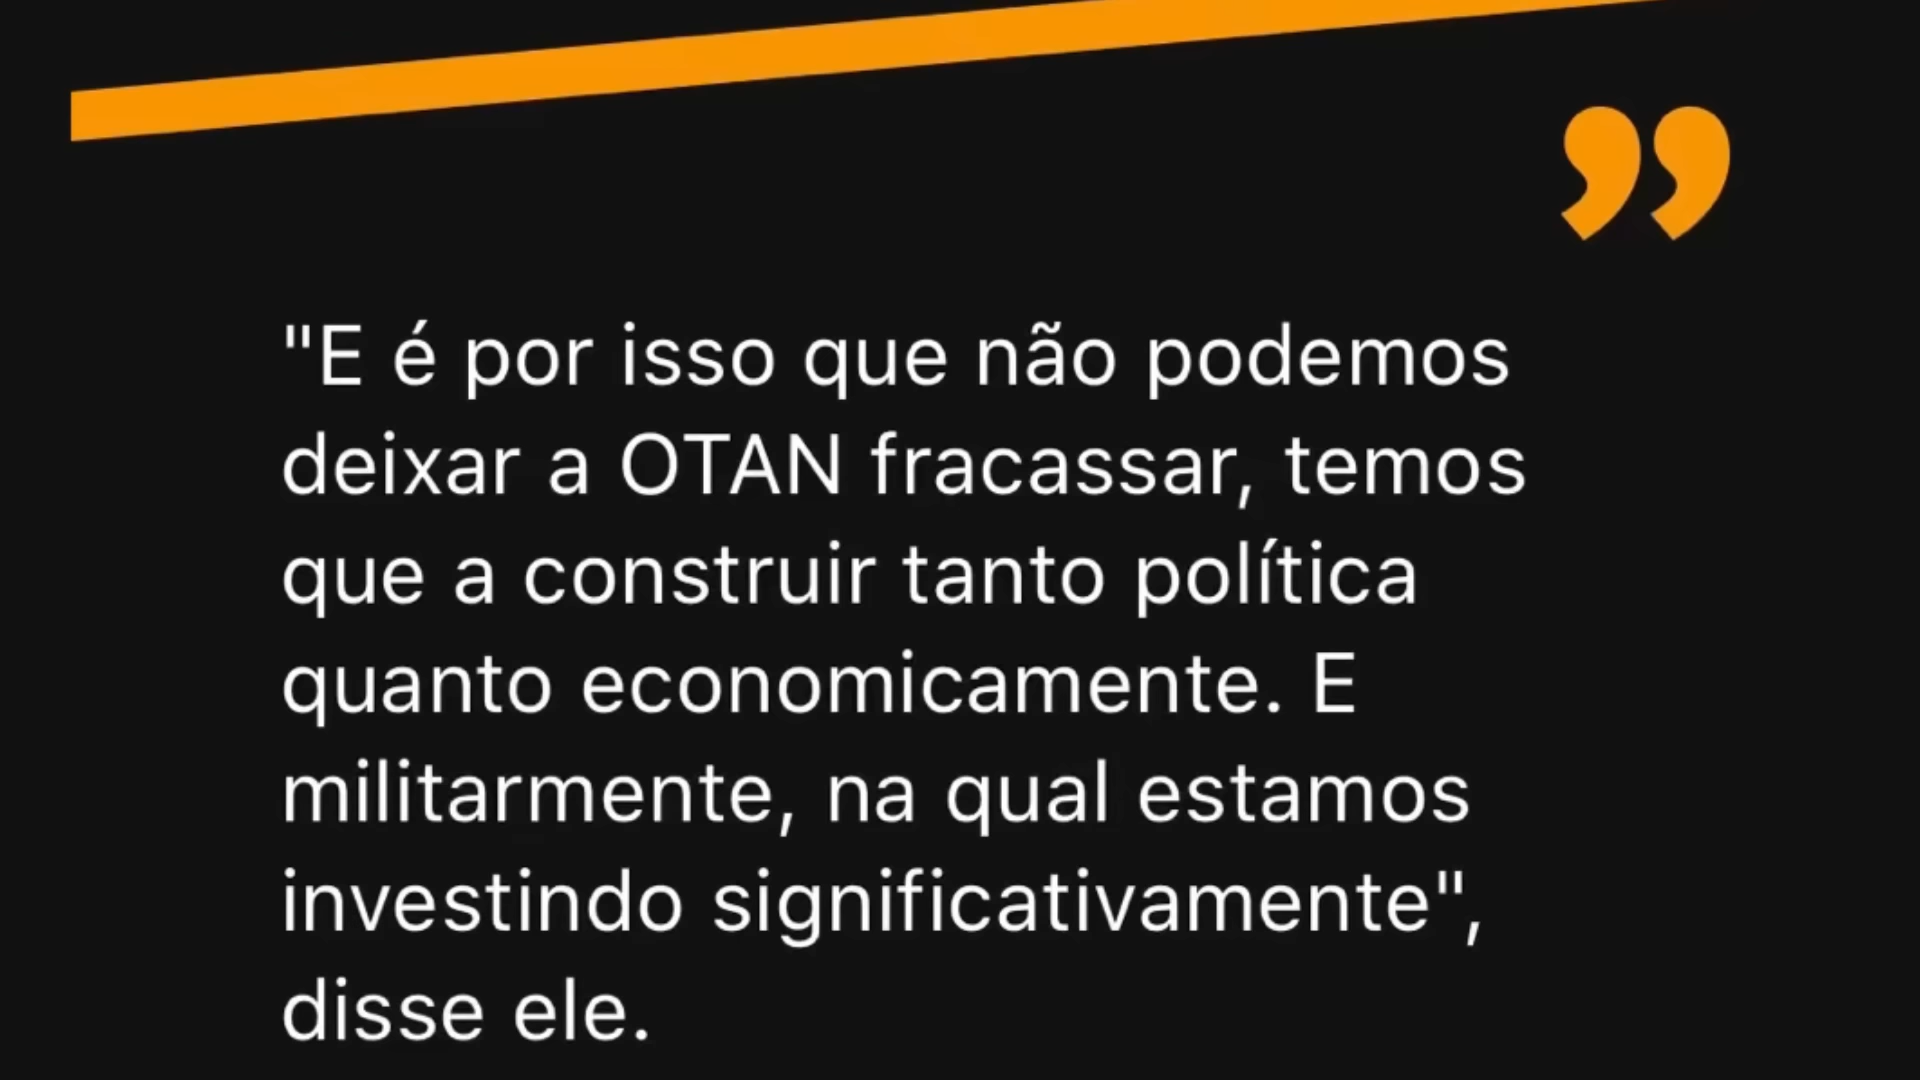 ”
"E é por isso que não podemos
deixar a OTAN fracassar, temos
que a construir tanto política
quanto economicamente. E
militarmente, na qual estamos
investindo significativamente",
disse ele.